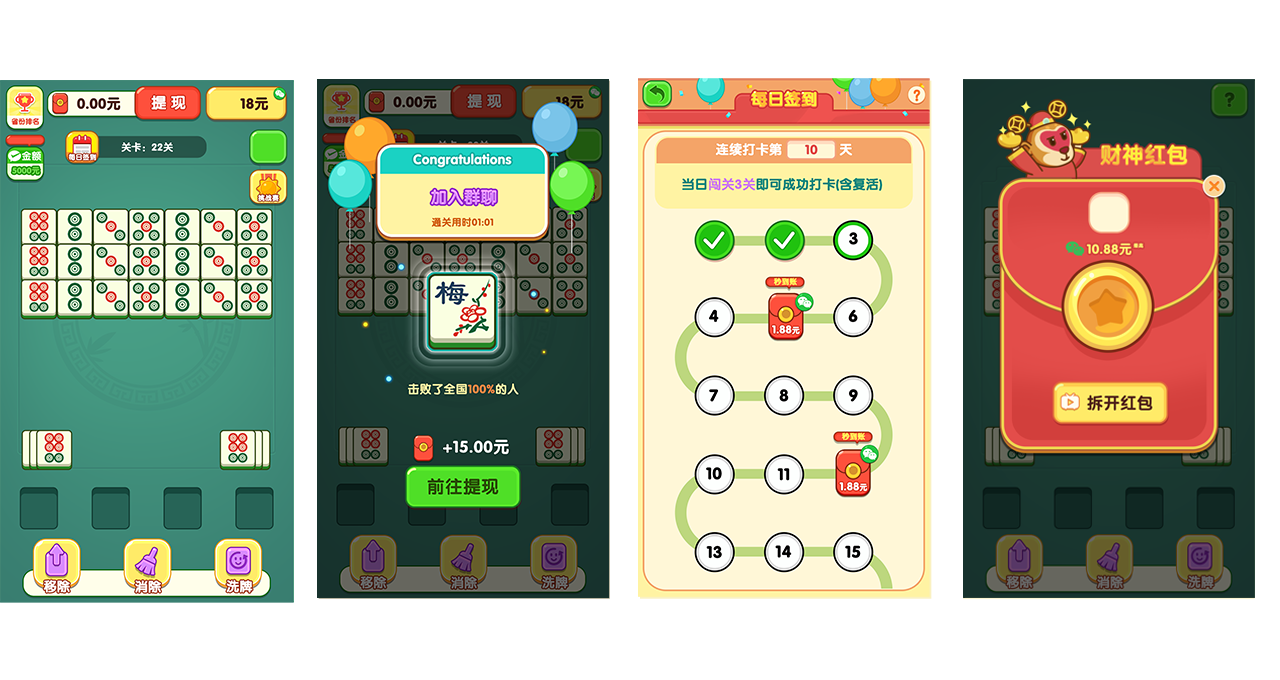 0.00元
提现
18元
省份排名
每日签到
关卡：22关
金额
5000元
挑战赛
移除
消除
洗牌
0.00元
提现
18元
省份排名
Congratulations
加入群聊
通关用时01:01
梅
击败了全国100%的人
+15.00元
前往提现
移除
消除
洗牌
每日签到
?
连续打卡第 10 天
当日闯关3关即可成功打卡(含复活)
3
秒到账
4
1.88元
6
7
8
9
秒到账
10
11
1.88元
13
14
15
?
财神红包
10.88元
拆开红包
移除
消除
洗牌